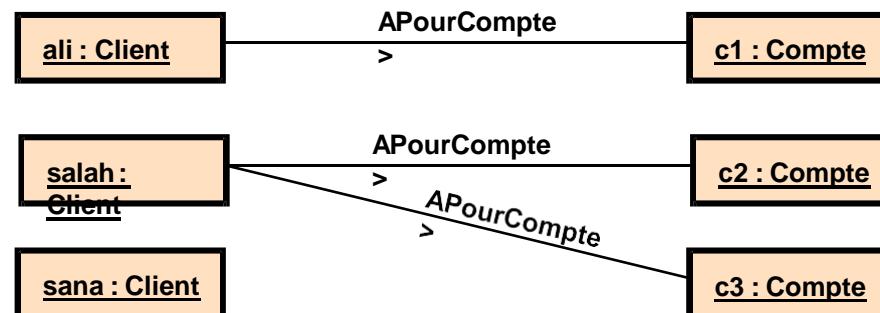 APourCompte
ali : Client
>
c1 : Compte
APourCompte
salah :
Client
>
c2 : Compte
APourCompte
>
sana : Client
c3 : Compte